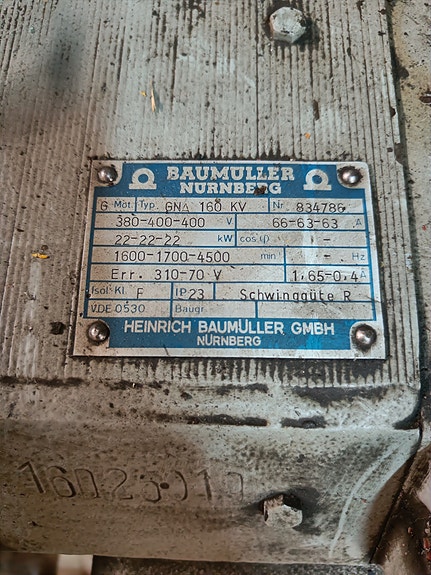 BAUMÜLLER
NÜRNBERG
G Mot. Typ. GNA 160 KV Nr. 834786
380-400-400 V 66-63-63 A
22-22-22 kW cos φ -
1600-1700-4500 min - Hz
Err. 310-70 V 1,65-0,4 A
Isol-Kl. F IP23 Schwinggüte R
VDE 0530 Baugr.
HEINRICH BAUMÜLLER GMBH
NÜRNBERG